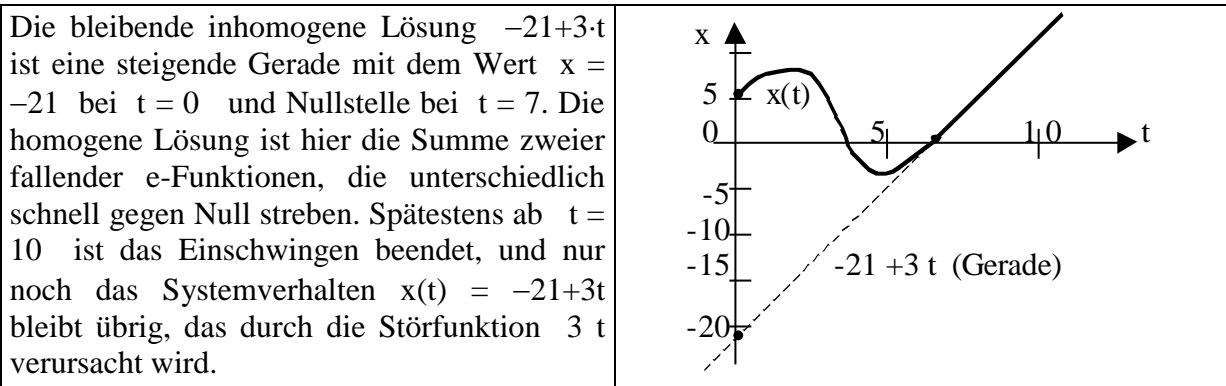 Die bleibende inhomogene Lösung −21+3·t
ist eine steigende Gerade mit dem Wert x =
−21 bei t = 0 und Nullstelle bei t = 7. Die
homogene Lösung ist hier die Summe zweier
fallender e-Funktionen, die unterschiedlich
schnell gegen Null streben. Spätestens ab t =
10 ist das Einschwingen beendet, und nur
noch das Systemverhalten x(t) = −21+3t
bleibt übrig, das durch die Störfunktion 3 t
verursacht wird.
x
5 x(t)
0 5 10 t
-5
-10
-15 -21 +3 t (Gerade)
-20